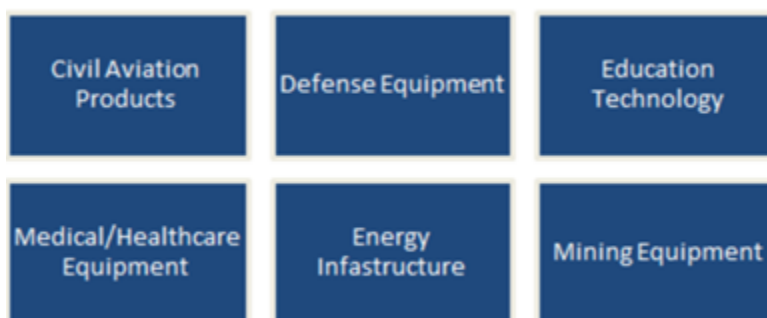 Civil Aviation
Products
Defense Equipment
Education
Technology
Medical/Healthcare
Equipment
Energy
Infastructure
Mining Equipment